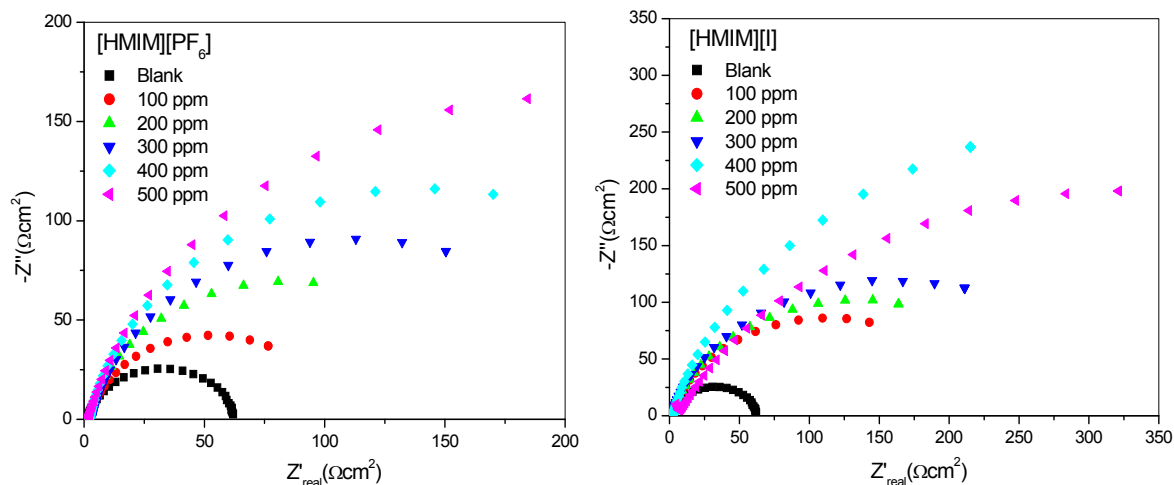 [HMIM][PF6]
Blank
100 ppm
200 ppm
300 ppm
400 ppm
500 ppm
200
150
100
50
0
-Z"(Ωcm²)
0 50 100 150 200
Z'real(Ωcm²)
[HMIM][I]
Blank
100 ppm
200 ppm
300 ppm
400 ppm
500 ppm
350
300
250
200
150
100
50
0
-Z"(Ωcm²)
0 50 100 150 200 250 300 350
Z'real(Ωcm²)